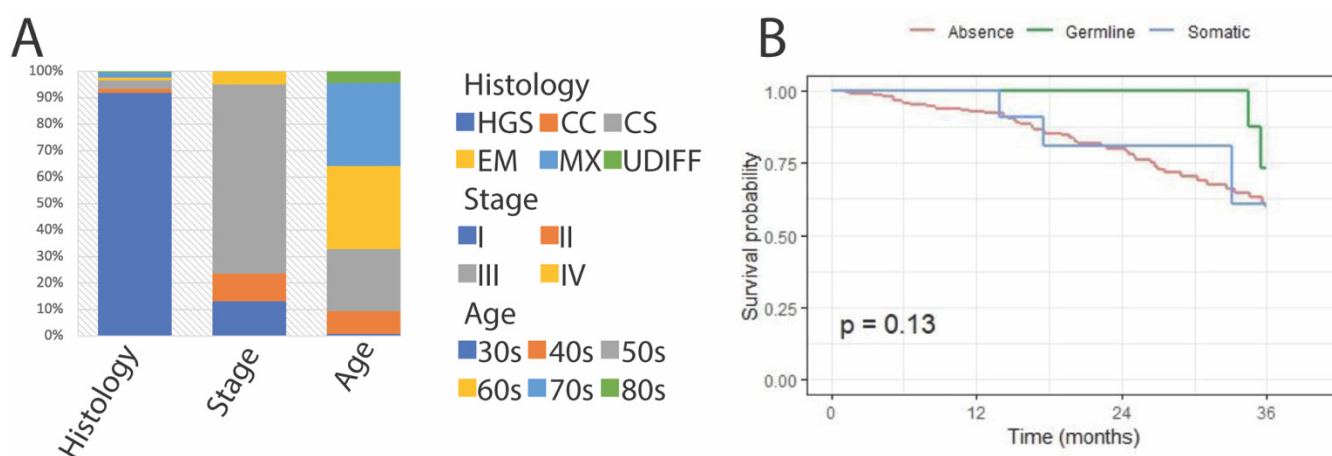 A
100%
90%
80%
70%
60%
50%
40%
30%
20%
10%
0%
Histology
Stage
Age
Histology
HGS CC CS
EM MX UDIFF
Stage
I II
III IV
Age
30s 40s 50s
60s 70s 80s
B
Absence Germline Somatic
Survival probability
1.00
0.75
0.50
0.25
0.00
p = 0.13
0 12 24 36
Time (months)